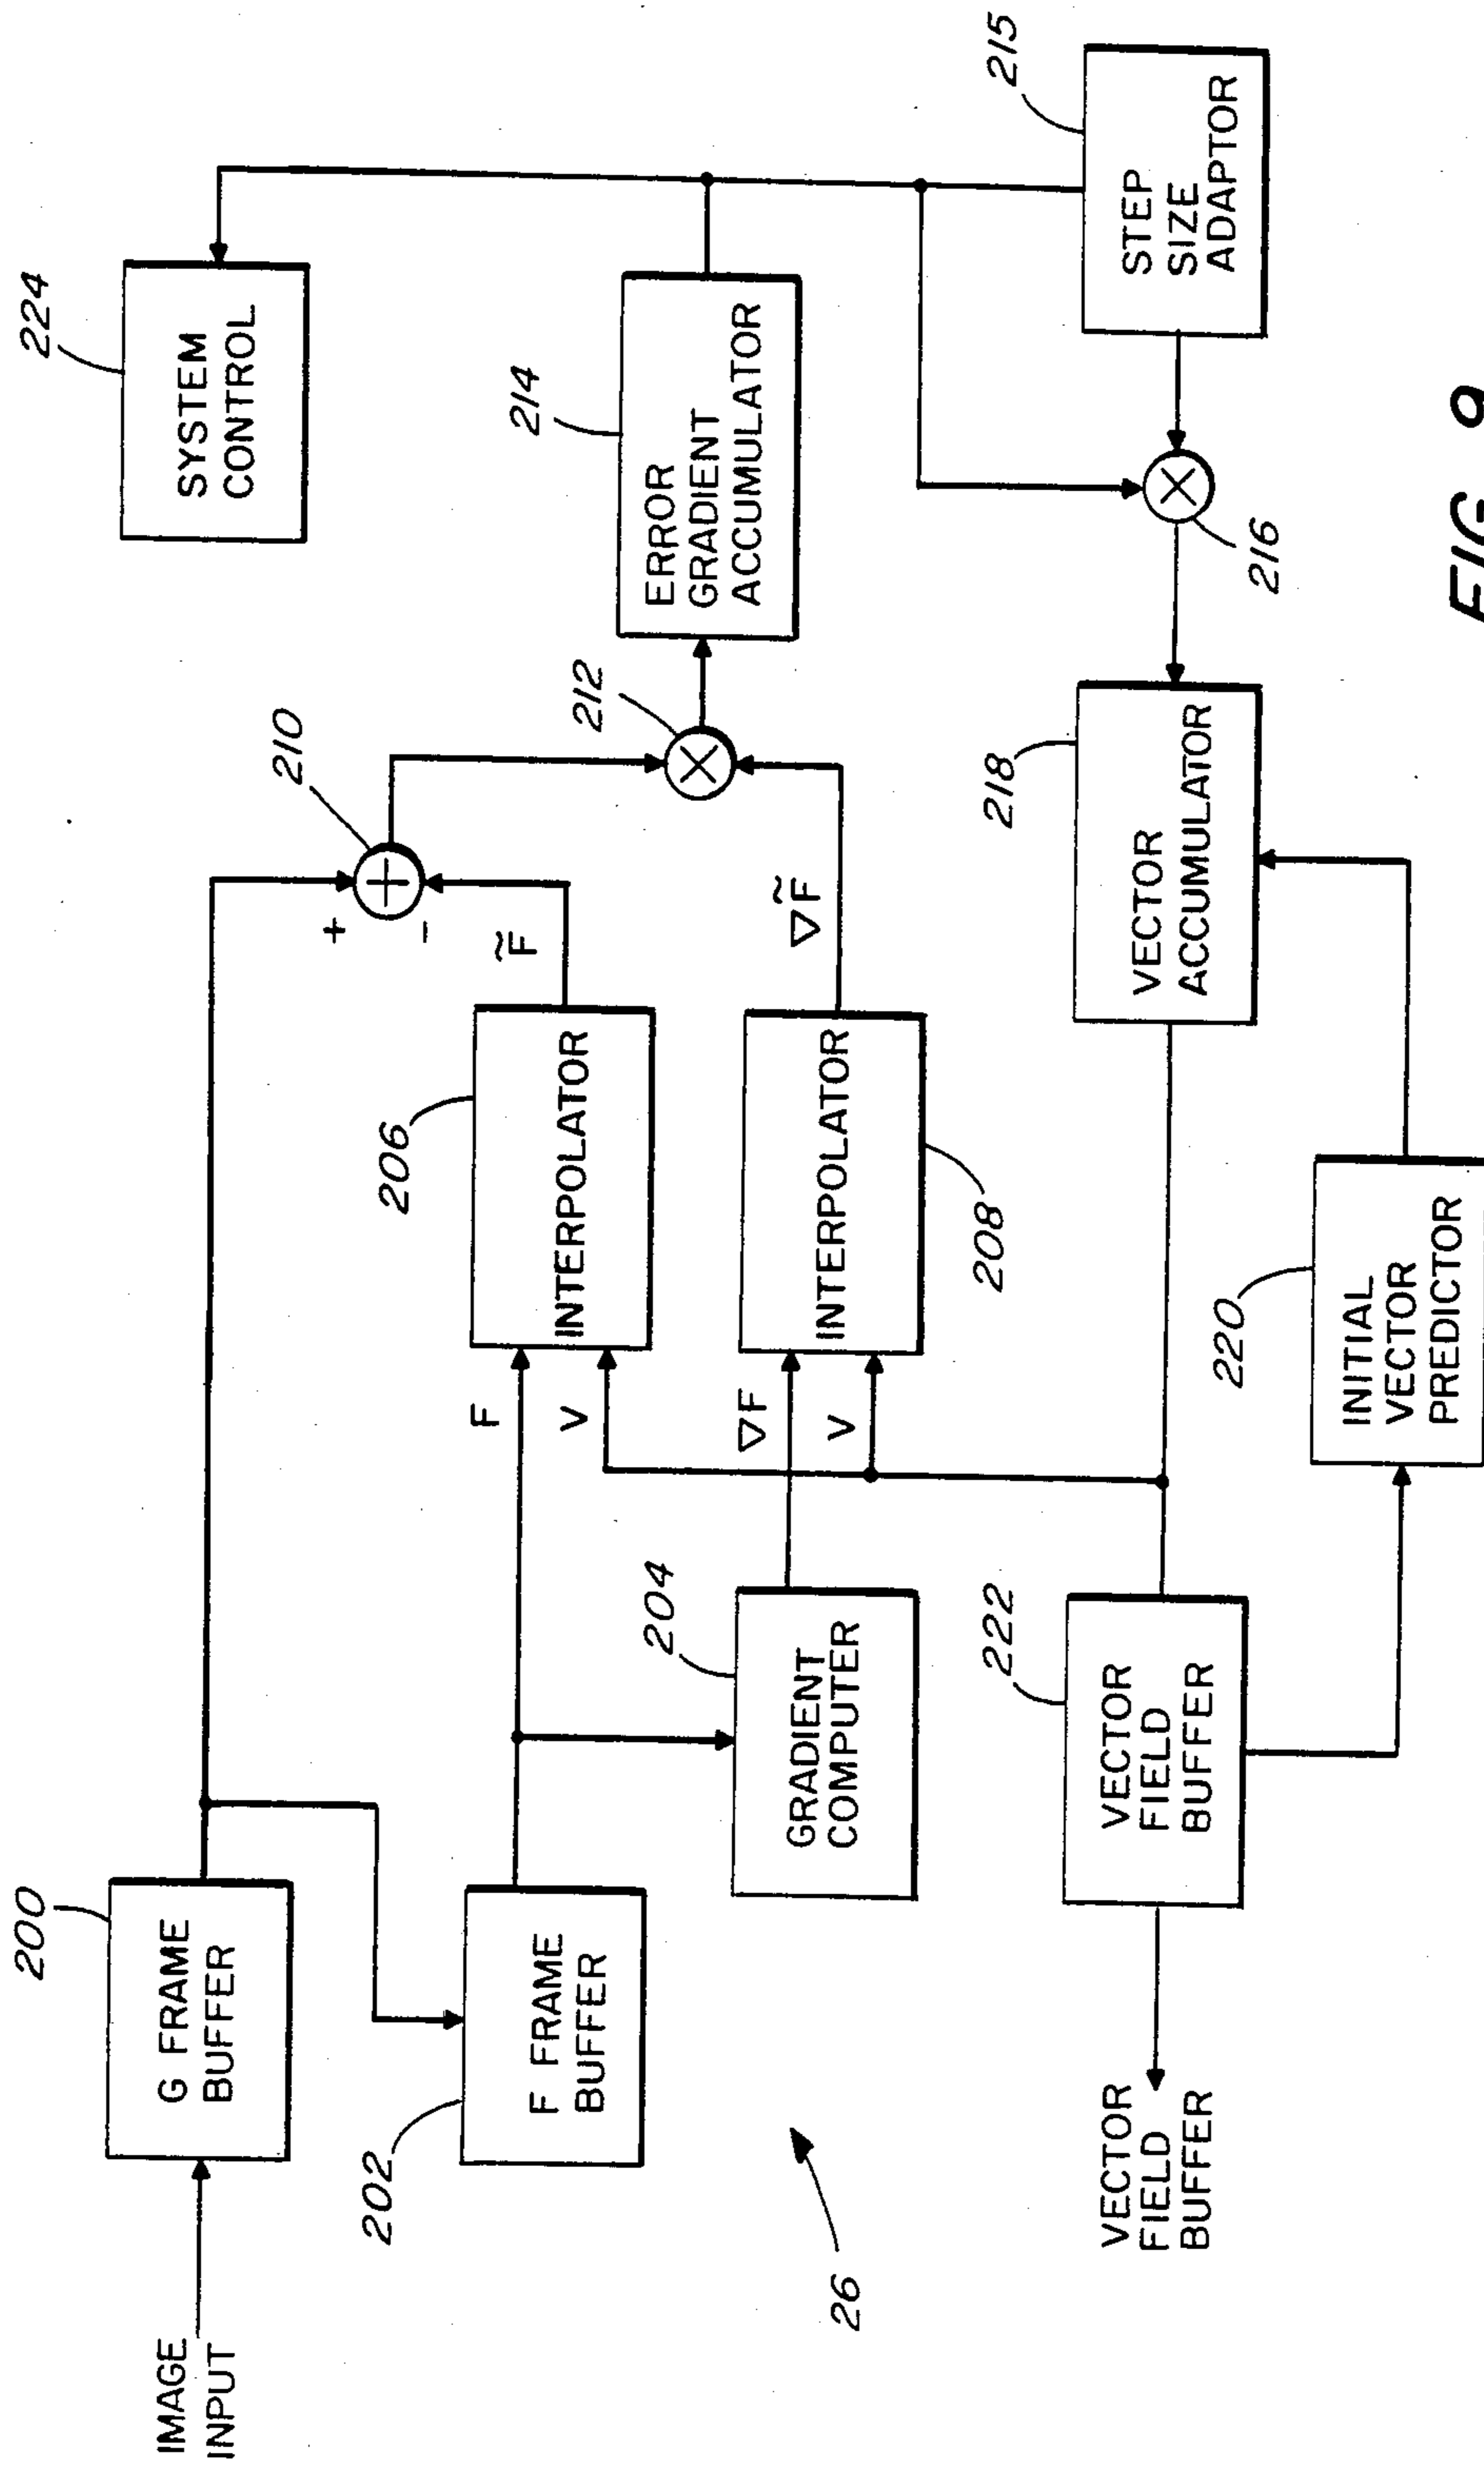 IMAGE
INPUT
200
G FRAME
BUFFER
202
F FRAME
BUFFER
204
GRADIENT
COMPUTER
F
V
∇F
V
206
INTERPOLATOR
INTERPOLATOR
208
F̃
∇F̃
+
-
210
212
214
ERROR
GRADIENT
ACCUMULATOR
224
SYSTEM
CONTROL
215
STEP
SIZE
ADAPTOR
216
218
VECTOR
ACCUMULATOR
220
INITIAL
VECTOR
PREDICTOR
222
VECTOR
FIELD
BUFFER
VECTOR
FIELD
BUFFER
26
FIG.